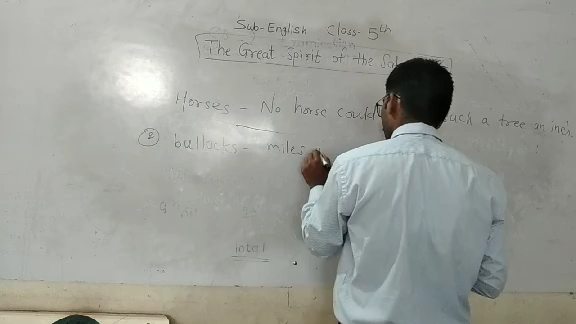 Sub-English Class-5th
The Great Spirit of the
Horses - No horse could a tree an inch
② bullocks - miles